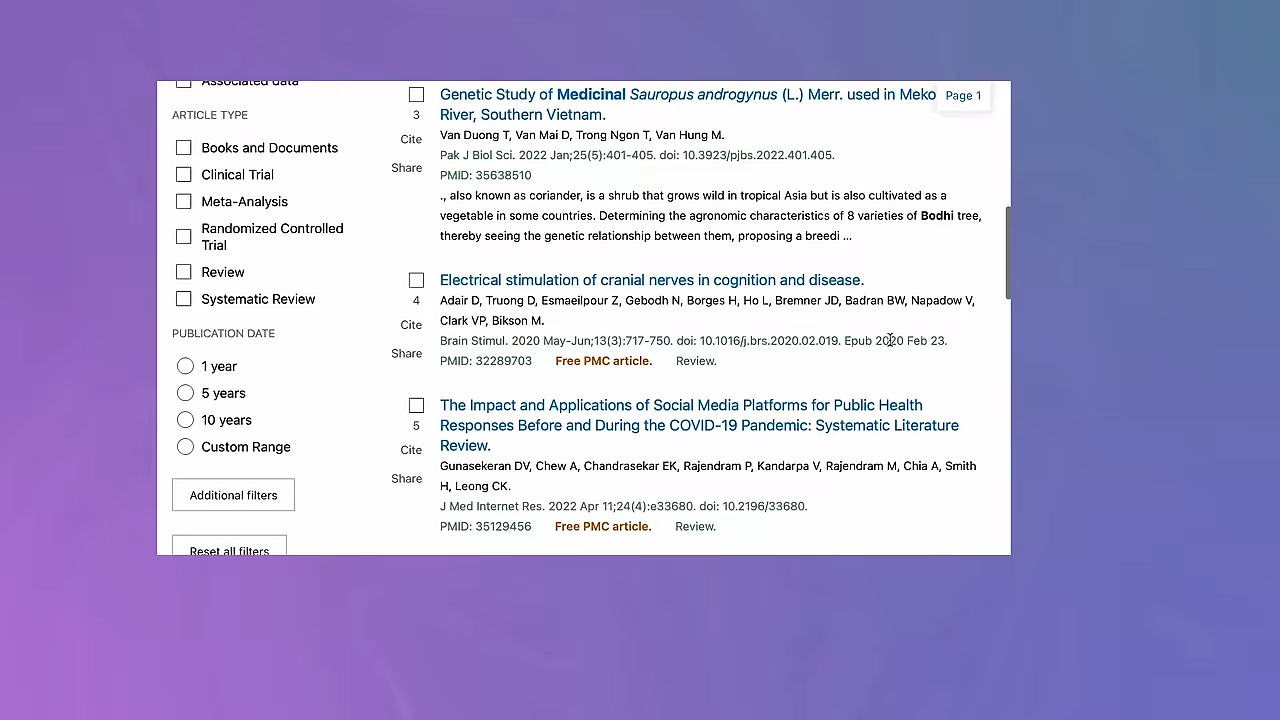 Associated data
ARTICLE TYPE
Books and Documents
Clinical Trial
Meta-Analysis
Randomized Controlled
Trial
Review
Systematic Review
PUBLICATION DATE
1 year
5 years
10 years
Custom Range
Additional filters
Reset all filters
Page 1
3
Cite
Share
Genetic Study of Medicinal Sauropus androgynus (L.) Merr. used in Meko
River, Southern Vietnam.
Van Duong T, Van Mai D, Trong Ngon T, Van Hung M.
Pak J Biol Sci. 2022 Jan;25(5):401-405. doi: 10.3923/pjbs.2022.401.405.
PMID: 35638510
., also known as coriander, is a shrub that grows wild in tropical Asia but is also cultivated as a
vegetable in some countries. Determining the agronomic characteristics of 8 varieties of Bodhi tree,
thereby seeing the genetic relationship between them, proposing a breedi ...
4
Cite
Share
Electrical stimulation of cranial nerves in cognition and disease.
Adair D, Truong D, Esmaeilpour Z, Gebodh N, Borges H, Ho L, Bremner JD, Badran BW, Napadow V,
Clark VP, Bikson M.
Brain Stimul. 2020 May-Jun;13(3):717-750. doi: 10.1016/j.brs.2020.02.019. Epub 2020 Feb 23.
PMID: 32289703 Free PMC article. Review.
5
Cite
Share
The Impact and Applications of Social Media Platforms for Public Health
Responses Before and During the COVID-19 Pandemic: Systematic Literature
Review.
Gunasekeran DV, Chew A, Chandrasekar EK, Rajendram P, Kandarpa V, Rajendram M, Chia A, Smith
H, Leong CK.
J Med Internet Res. 2022 Apr 11;24(4):e33680. doi: 10.2196/33680.
PMID: 35129456 Free PMC article. Review.